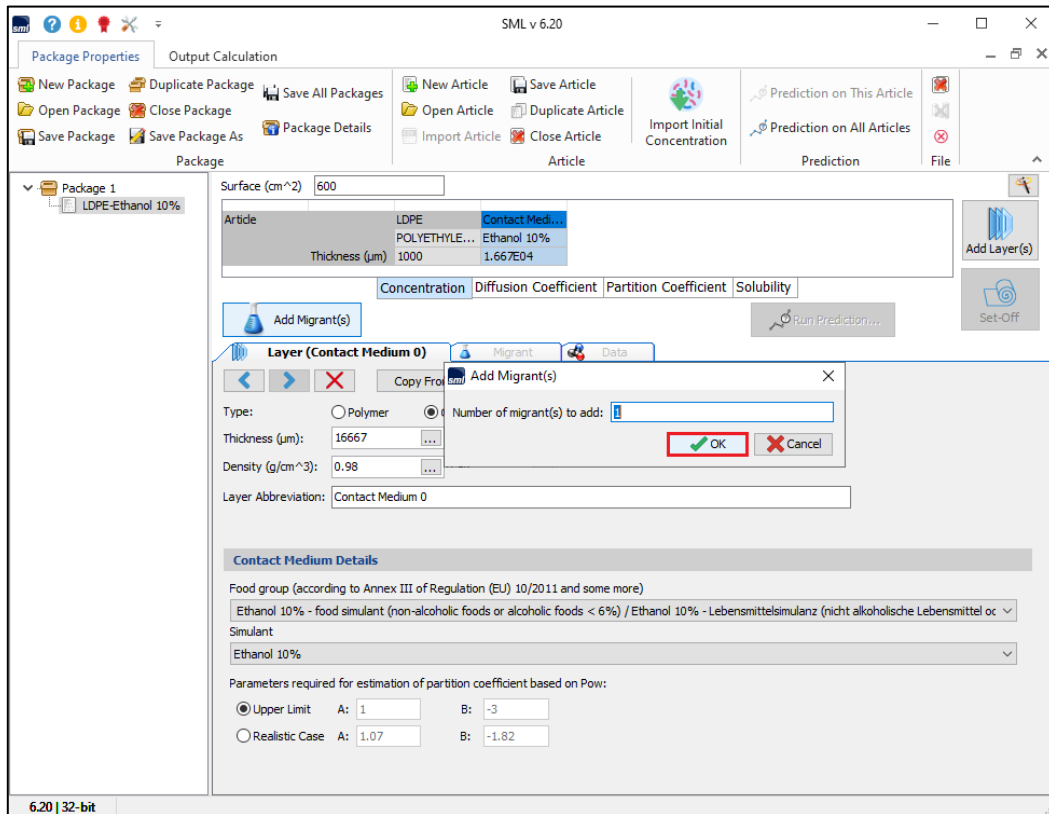 sml SML v 6.20
Package Properties Output Calculation
New Package Duplicate Package Save All Packages
Open Package Close Package
Save Package Save Package As Package Details
Package
New Article Save Article
Open Article Duplicate Article
Import Article Close Article
Import Initial
Concentration
Article
Prediction on This Article
Prediction on All Articles
Prediction
File
Package 1
LDPE-Ethanol 10%
Surface (cm^2) 600
Article LDPE Contact Medi...
POLYETHYLE... Ethanol 10%
Thickness (µm) 1000 1.667E04
Add Layer(s)
Set-Off
Concentration Diffusion Coefficient Partition Coefficient Solubility
Add Migrant(s) Run Prediction...
Layer (Contact Medium 0) Migrant Data
Copy Fro
sml Add Migrant(s)
Number of migrant(s) to add: 1
OK Cancel
Type: Polymer
Thickness (µm): 16667 ...
Density (g/cm^3): 0.98 ...
Layer Abbreviation: Contact Medium 0
Contact Medium Details
Food group (according to Annex III of Regulation (EU) 10/2011 and some more)
Ethanol 10% - food simulant (non-alcoholic foods or alcoholic foods < 6%) / Ethanol 10% - Lebensmittelsimulanz (nicht alkoholische Lebensmittel oc
Simulant
Ethanol 10%
Parameters required for estimation of partition coefficient based on Pow:
Upper Limit A: 1 B: -3
Realistic Case A: 1.07 B: -1.82
6.20 | 32-bit